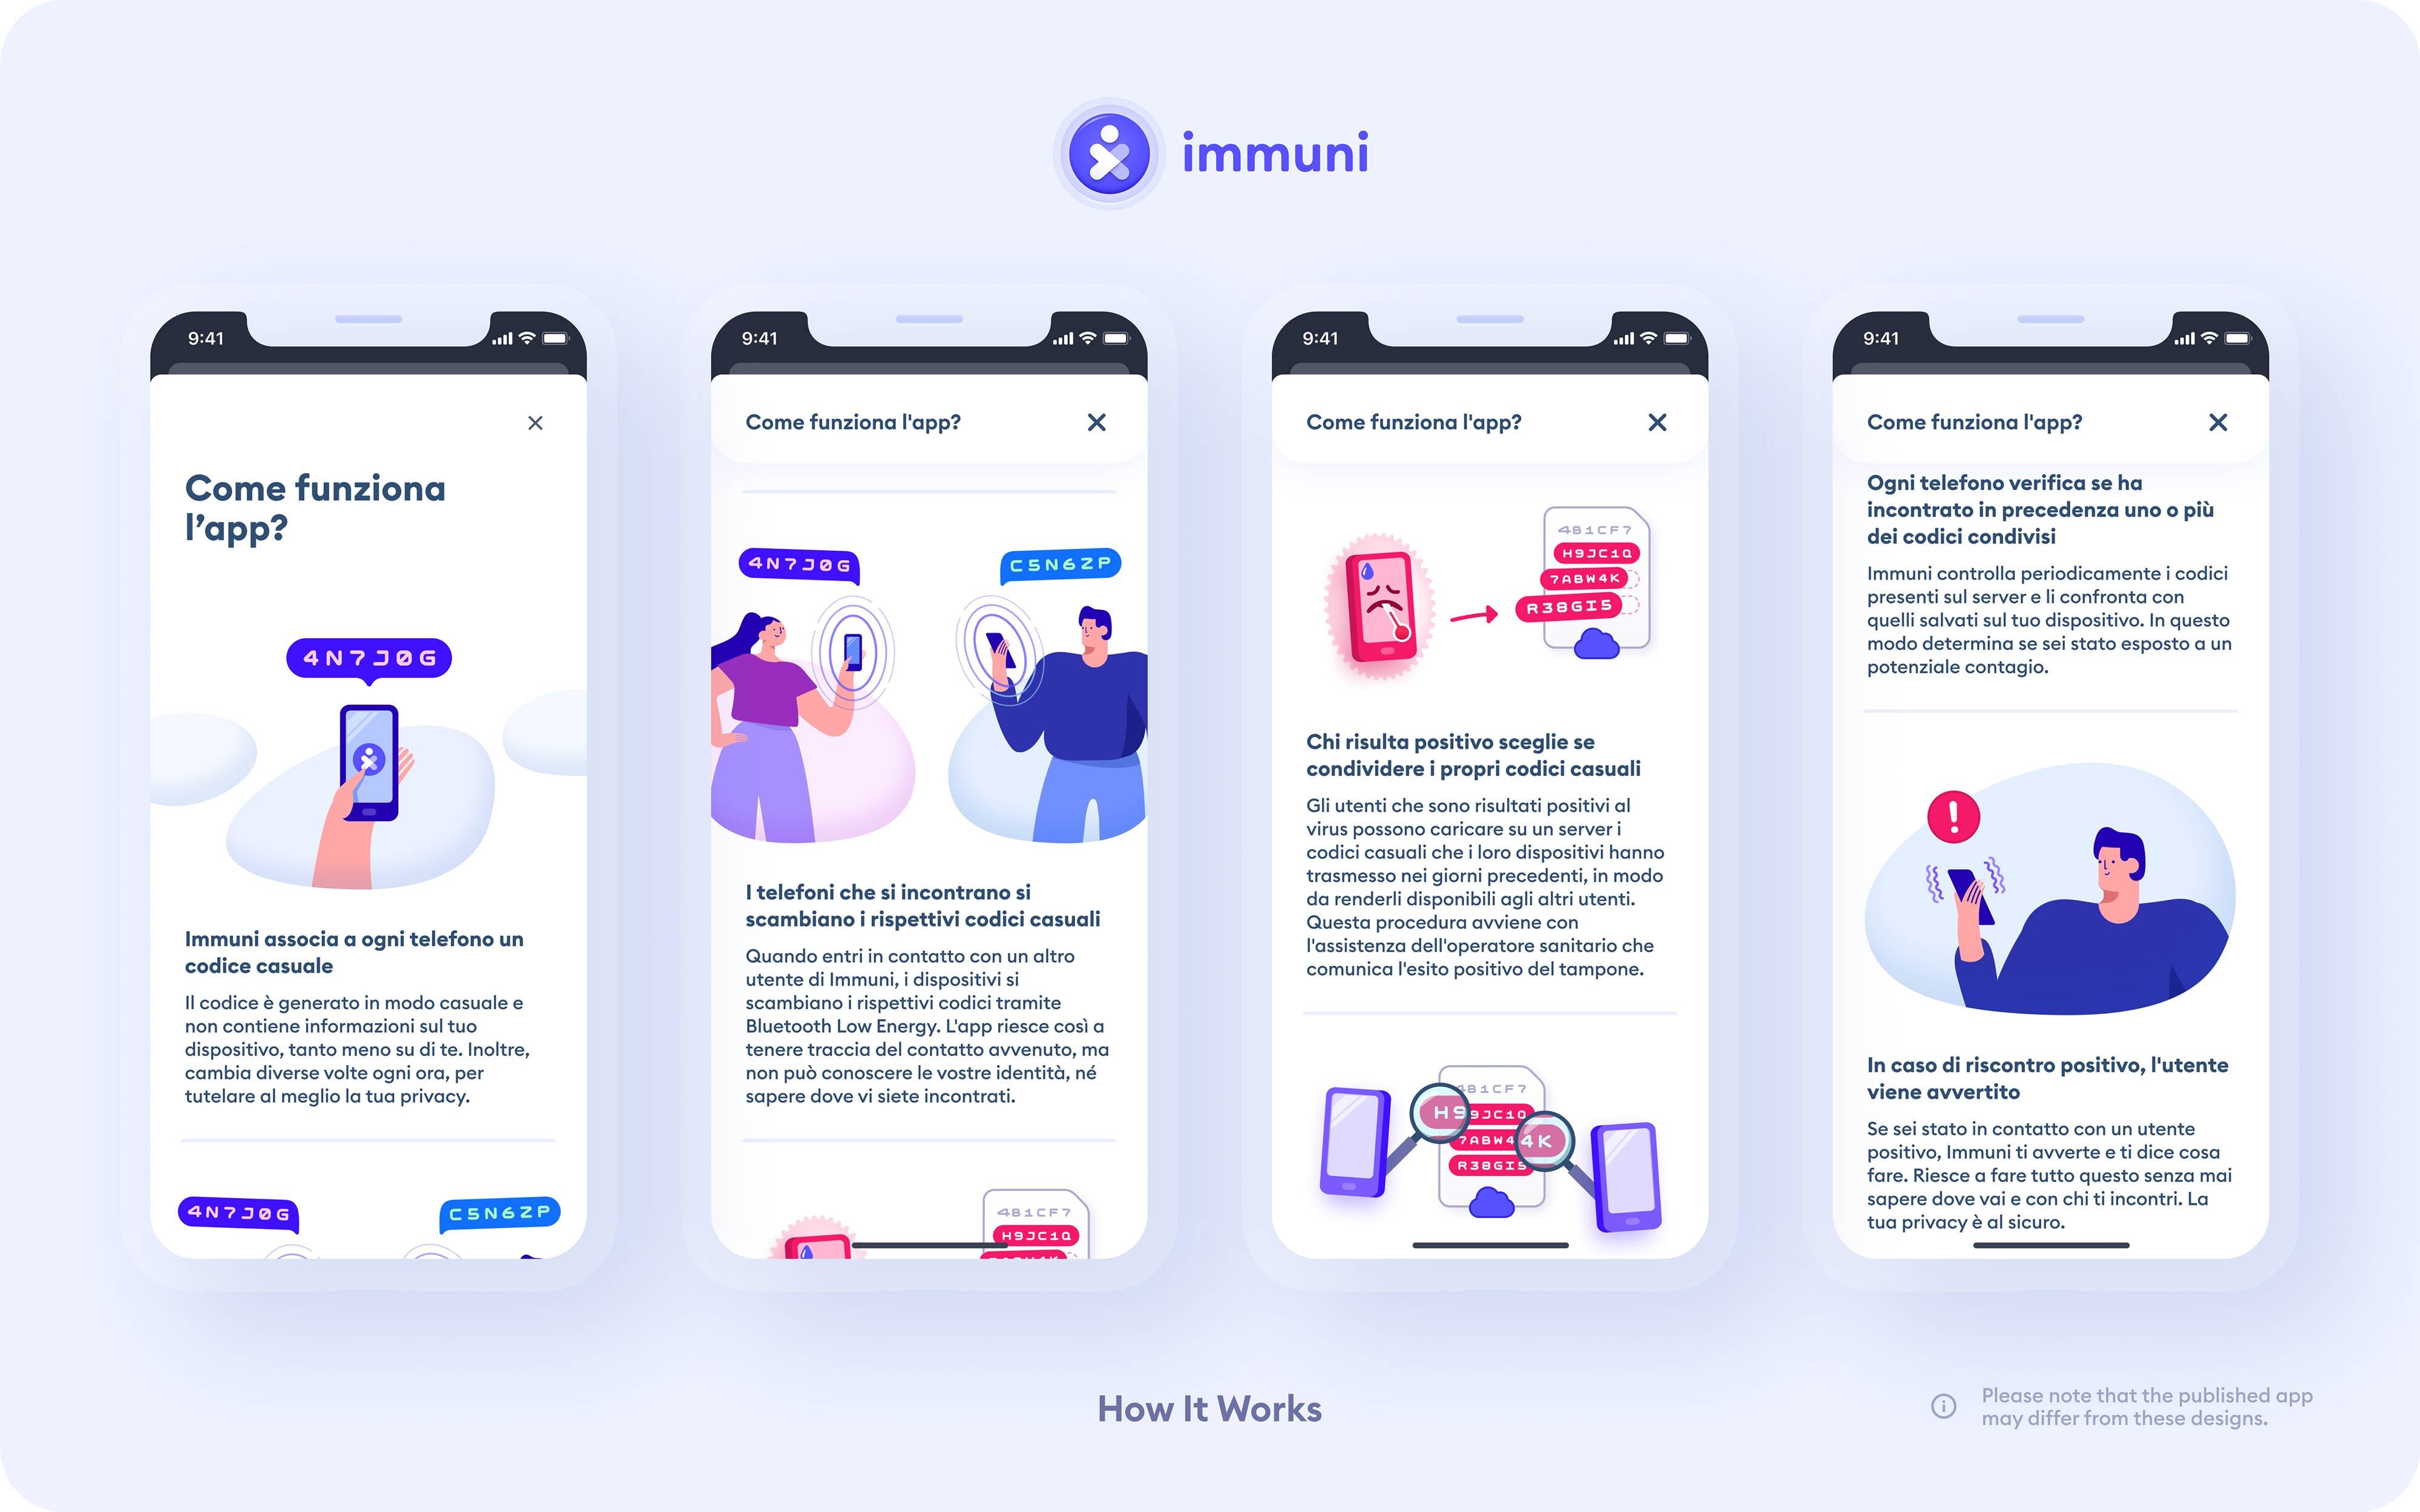 immuni
9:41
Come funziona
l’app?
4N7J0G
Immuni associa a ogni telefono un
codice casuale
Il codice è generato in modo casuale e
non contiene informazioni sul tuo
dispositivo, tanto meno su di te. Inoltre,
cambia diverse volte ogni ora, per
tutelare al meglio la tua privacy.
4N7J0G
C5N6ZP
9:41
Come funziona l'app?
4N7J0G
C5N6ZP
I telefoni che si incontrano si
scambiano i rispettivi codici casuali
Quando entri in contatto con un altro
utente di Immuni, i dispositivi si
scambiano i rispettivi codici tramite
Bluetooth Low Energy. L'app riesce così a
tenere traccia del contatto avvenuto, ma
non può conoscere le vostre identità, né
sapere dove vi siete incontrati.
4B1CF7
H9JC1Q
9:41
Come funziona l'app?
4B1CF7
H9JC1Q
7ABW4K
R38GI5
Chi risulta positivo sceglie se
condividere i propri codici casuali
Gli utenti che sono risultati positivi al
virus possono caricare su un server i
codici casuali che i loro dispositivi hanno
trasmesso nei giorni precedenti, in modo
da renderli disponibili agli altri utenti.
Questa procedura avviene con
l'assistenza dell'operatore sanitario che
comunica l'esito positivo del tampone.
4B1CF7
H99JC1Q
7ABW4 4K
R38GI5
9:41
Come funziona l'app?
Ogni telefono verifica se ha
incontrato in precedenza uno o più
dei codici condivisi
Immuni controlla periodicamente i codici
presenti sul server e li confronta con
quelli salvati sul tuo dispositivo. In questo
modo determina se sei stato esposto a un
potenziale contagio.
In caso di riscontro positivo, l'utente
viene avvertito
Se sei stato in contatto con un utente
positivo, Immuni ti avverte e ti dice cosa
fare. Riesce a fare tutto questo senza mai
sapere dove vai e con chi ti incontri. La
tua privacy è al sicuro.
How It Works
Please note that the published app
may differ from these designs.